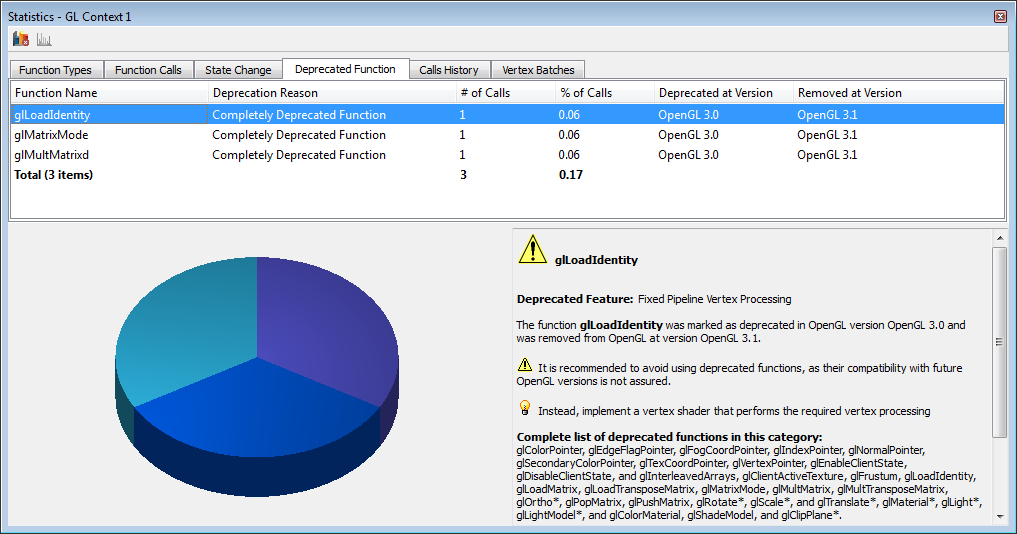 Statistics - GL Context 1
Function Types Function Calls State Change Deprecated Function Calls History Vertex Batches
Function Name Deprecation Reason # of Calls % of Calls Deprecated at Version Removed at Version
glLoadIdentity Completely Deprecated Function 1 0.06 OpenGL 3.0 OpenGL 3.1
glMatrixMode Completely Deprecated Function 1 0.06 OpenGL 3.0 OpenGL 3.1
glMultMatrixd Completely Deprecated Function 1 0.06 OpenGL 3.0 OpenGL 3.1
Total (3 items) 3 0.17
glLoadIdentity
Deprecated Feature: Fixed Pipeline Vertex Processing
The function glLoadIdentity was marked as deprecated in OpenGL version OpenGL 3.0 and
was removed from OpenGL at version OpenGL 3.1.
It is recommended to avoid using deprecated functions, as their compatibility with future
OpenGL versions is not assured.
Instead, implement a vertex shader that performs the required vertex processing
Complete list of deprecated functions in this category:
glColorPointer, glEdgeFlagPointer, glFogCoordPointer, glIndexPointer, glNormalPointer,
glSecondaryColorPointer, glTexCoordPointer, glVertexPointer, glEnableClientState,
glDisableClientState, and glInterleavedArrays, glClientActiveTexture, glFrustum, glLoadIdentity,
glLoadMatrix, glLoadTransposeMatrix, glMatrixMode, glMultMatrix, glMultTransposeMatrix,
glOrtho*, glPopMatrix, glPushMatrix, glRotate*, glScale*, and glTranslate*, glMaterial*, glLight*,
glLightModel*, and glColorMaterial, glShadeModel, and glClipPlane*.